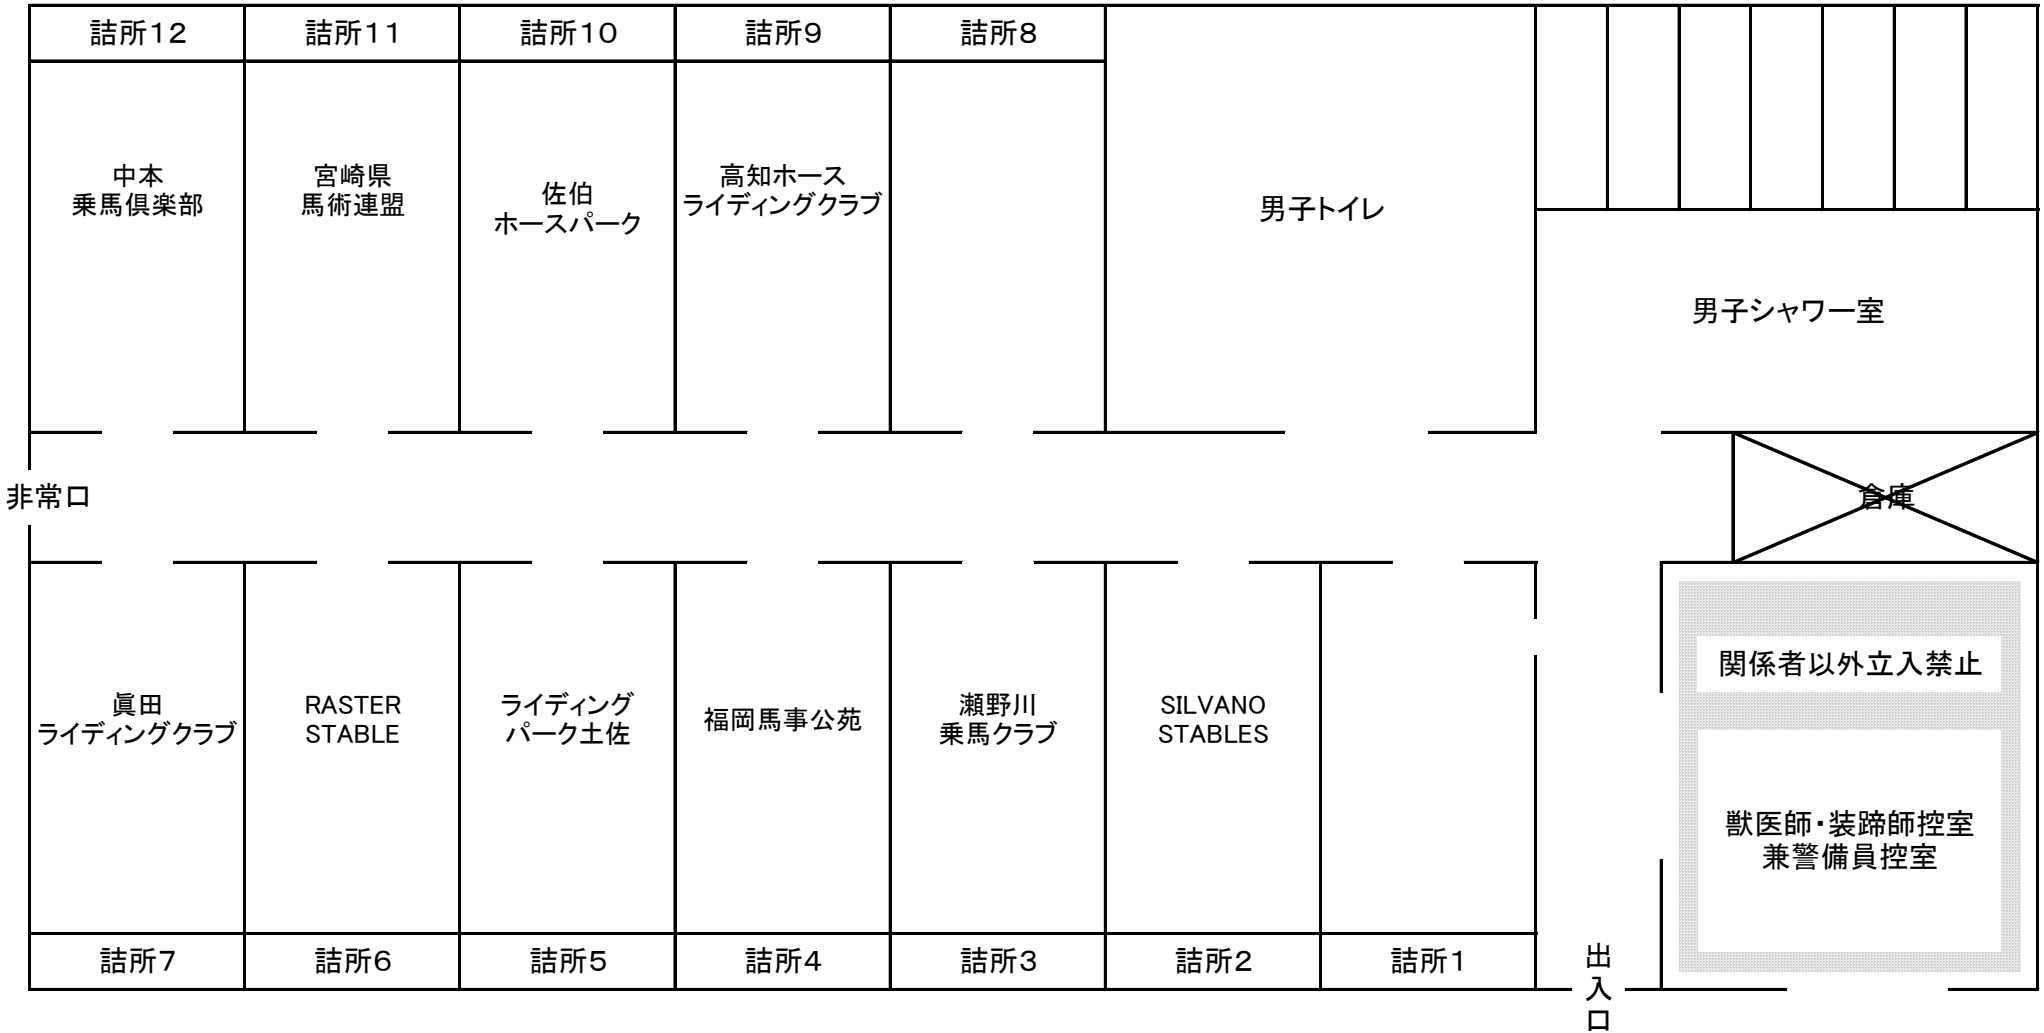 詰所12
詰所11
詰所10
詰所9
詰所8
中本
乗馬倶楽部
宮崎県
馬術連盟
佐伯
ホースパーク
高知ホース
ライディングクラブ
男子トイレ
男子シャワー室
非常口
倉庫
眞田
ライディングクラブ
RASTER
STABLE
ライディング
パーク土佐
福岡馬事公苑
瀬野川
乗馬クラブ
SILVANO
STABLES
関係者以外立入禁止
獣医師・装蹄師控室
兼警備員控室
詰所7
詰所6
詰所5
詰所4
詰所3
詰所2
詰所1
出入口